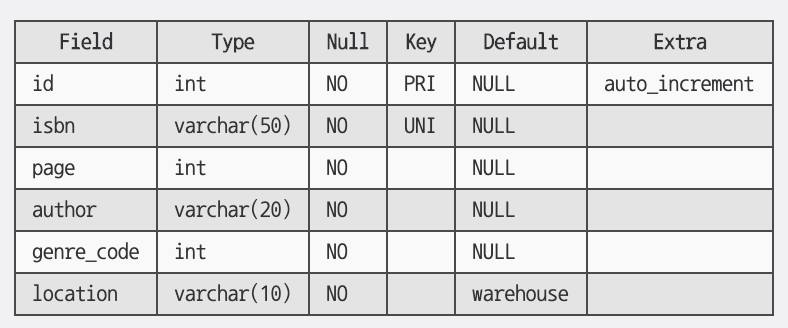 Field Type Null Key Default Extra
id int NO PRI NULL auto_increment
isbn varchar(50) NO UNI NULL
page int NO NULL
author varchar(20) NO NULL
genre_code int NO NULL
location varchar(10) NO warehouse